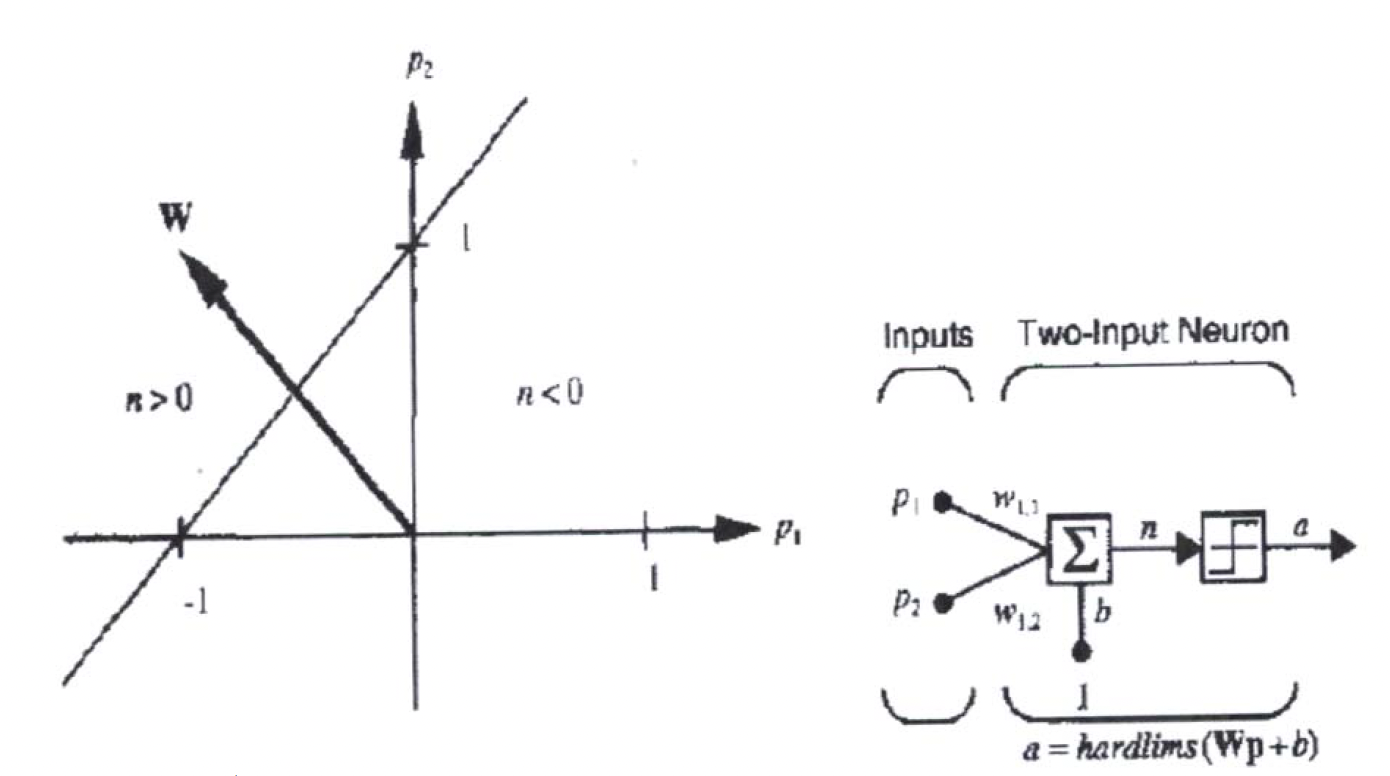 p₂
W
1
n > 0
n < 0
p₁
-1
1
Inputs Two-Input Neuron
p₁ w₁,₁
Σ n a
p₂ w₁,₂ b
1
a = hardlims(Wp + b)